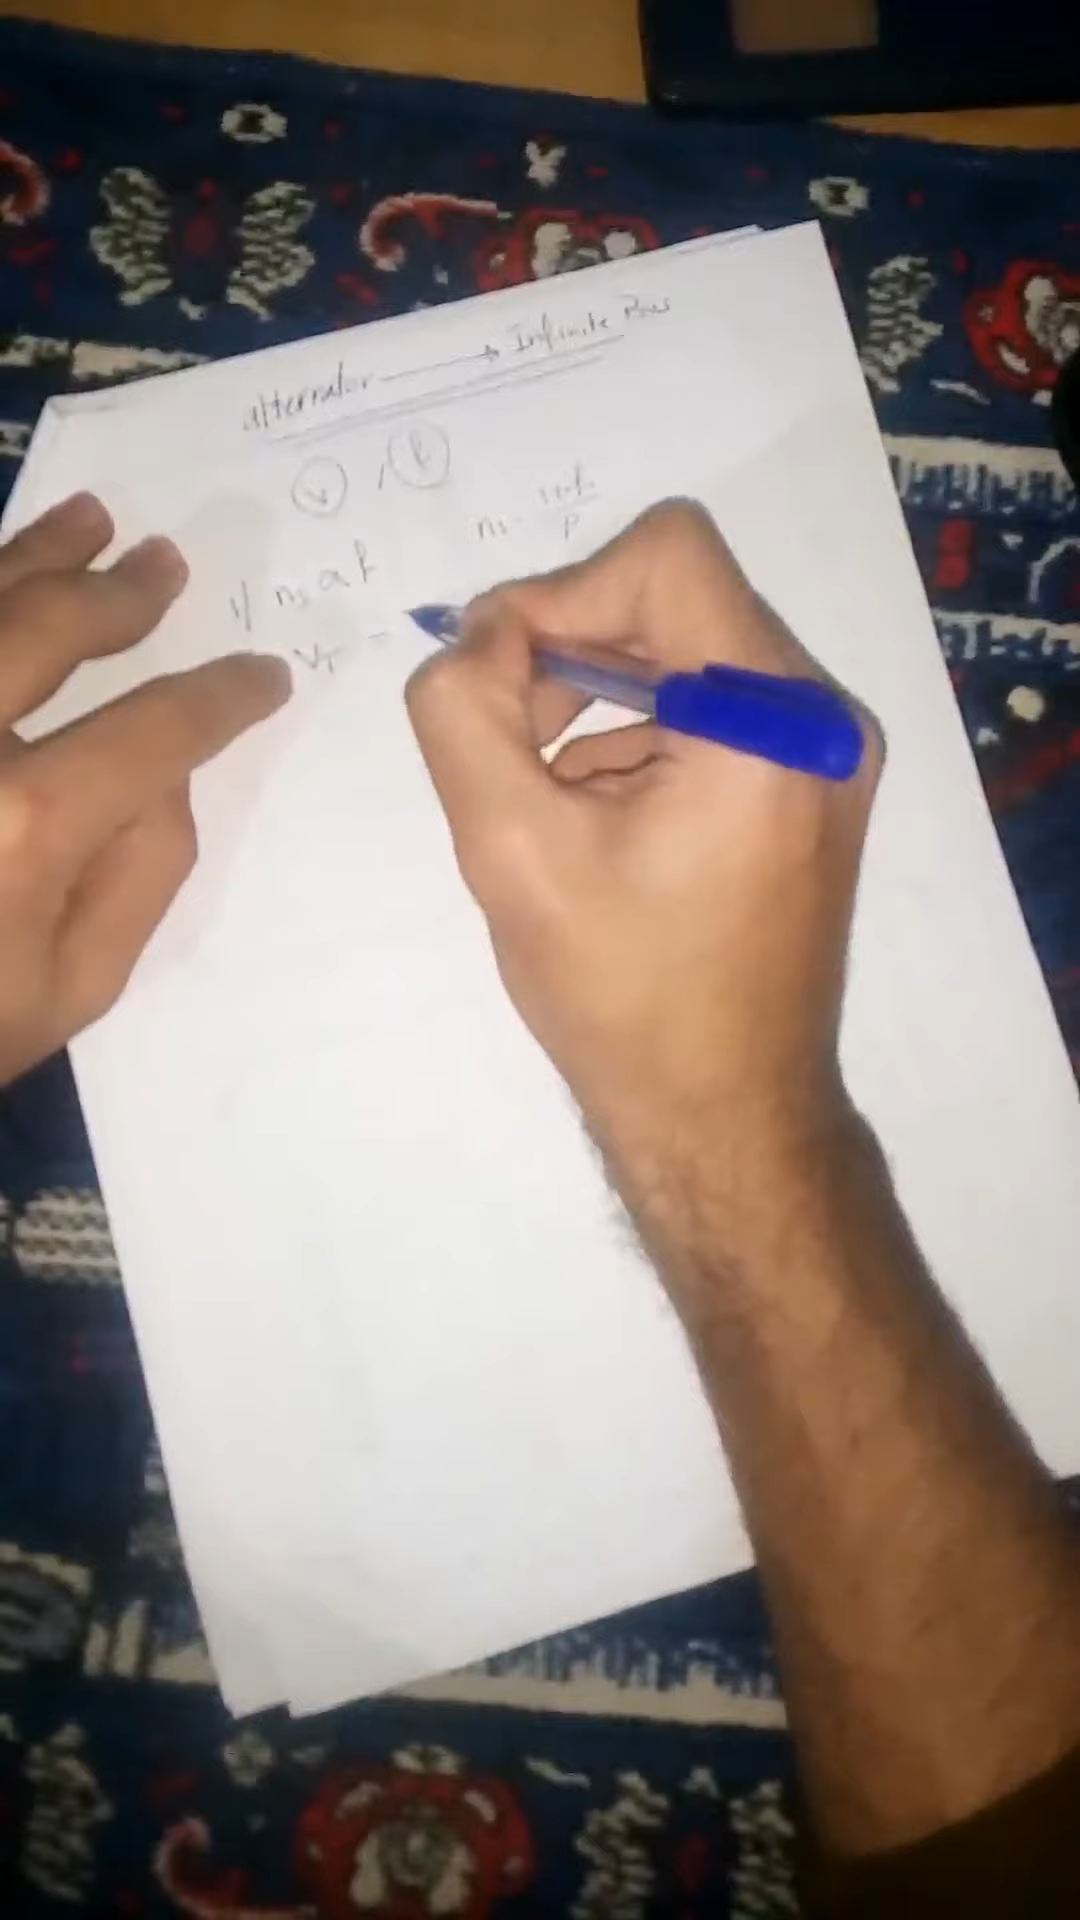 alternator → Infinite Bus
V , f
ns = 120f / P
1/ ns α f
VT =